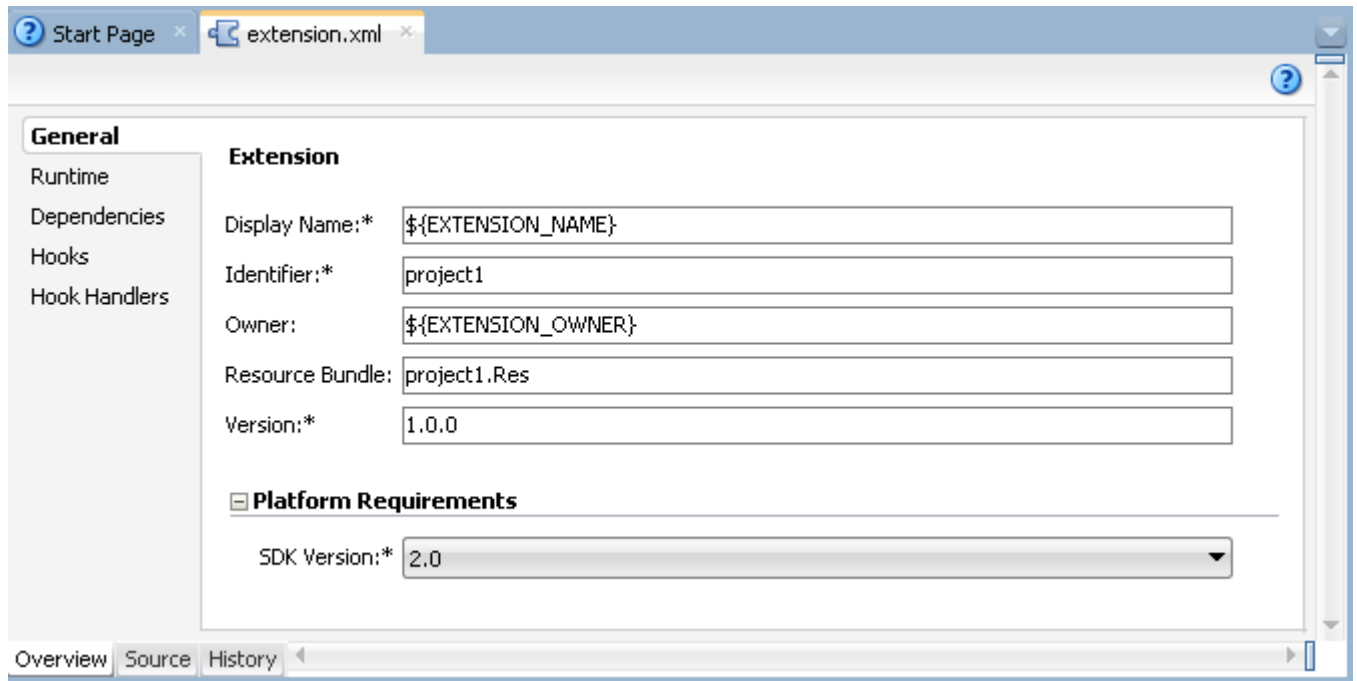 Start Page
extension.xml
General
Runtime
Dependencies
Hooks
Hook Handlers
Extension
Display Name:* ${EXTENSION_NAME}
Identifier:* project1
Owner: ${EXTENSION_OWNER}
Resource Bundle: project1.Res
Version:* 1.0.0
Platform Requirements
SDK Version:* 2.0
Overview Source History